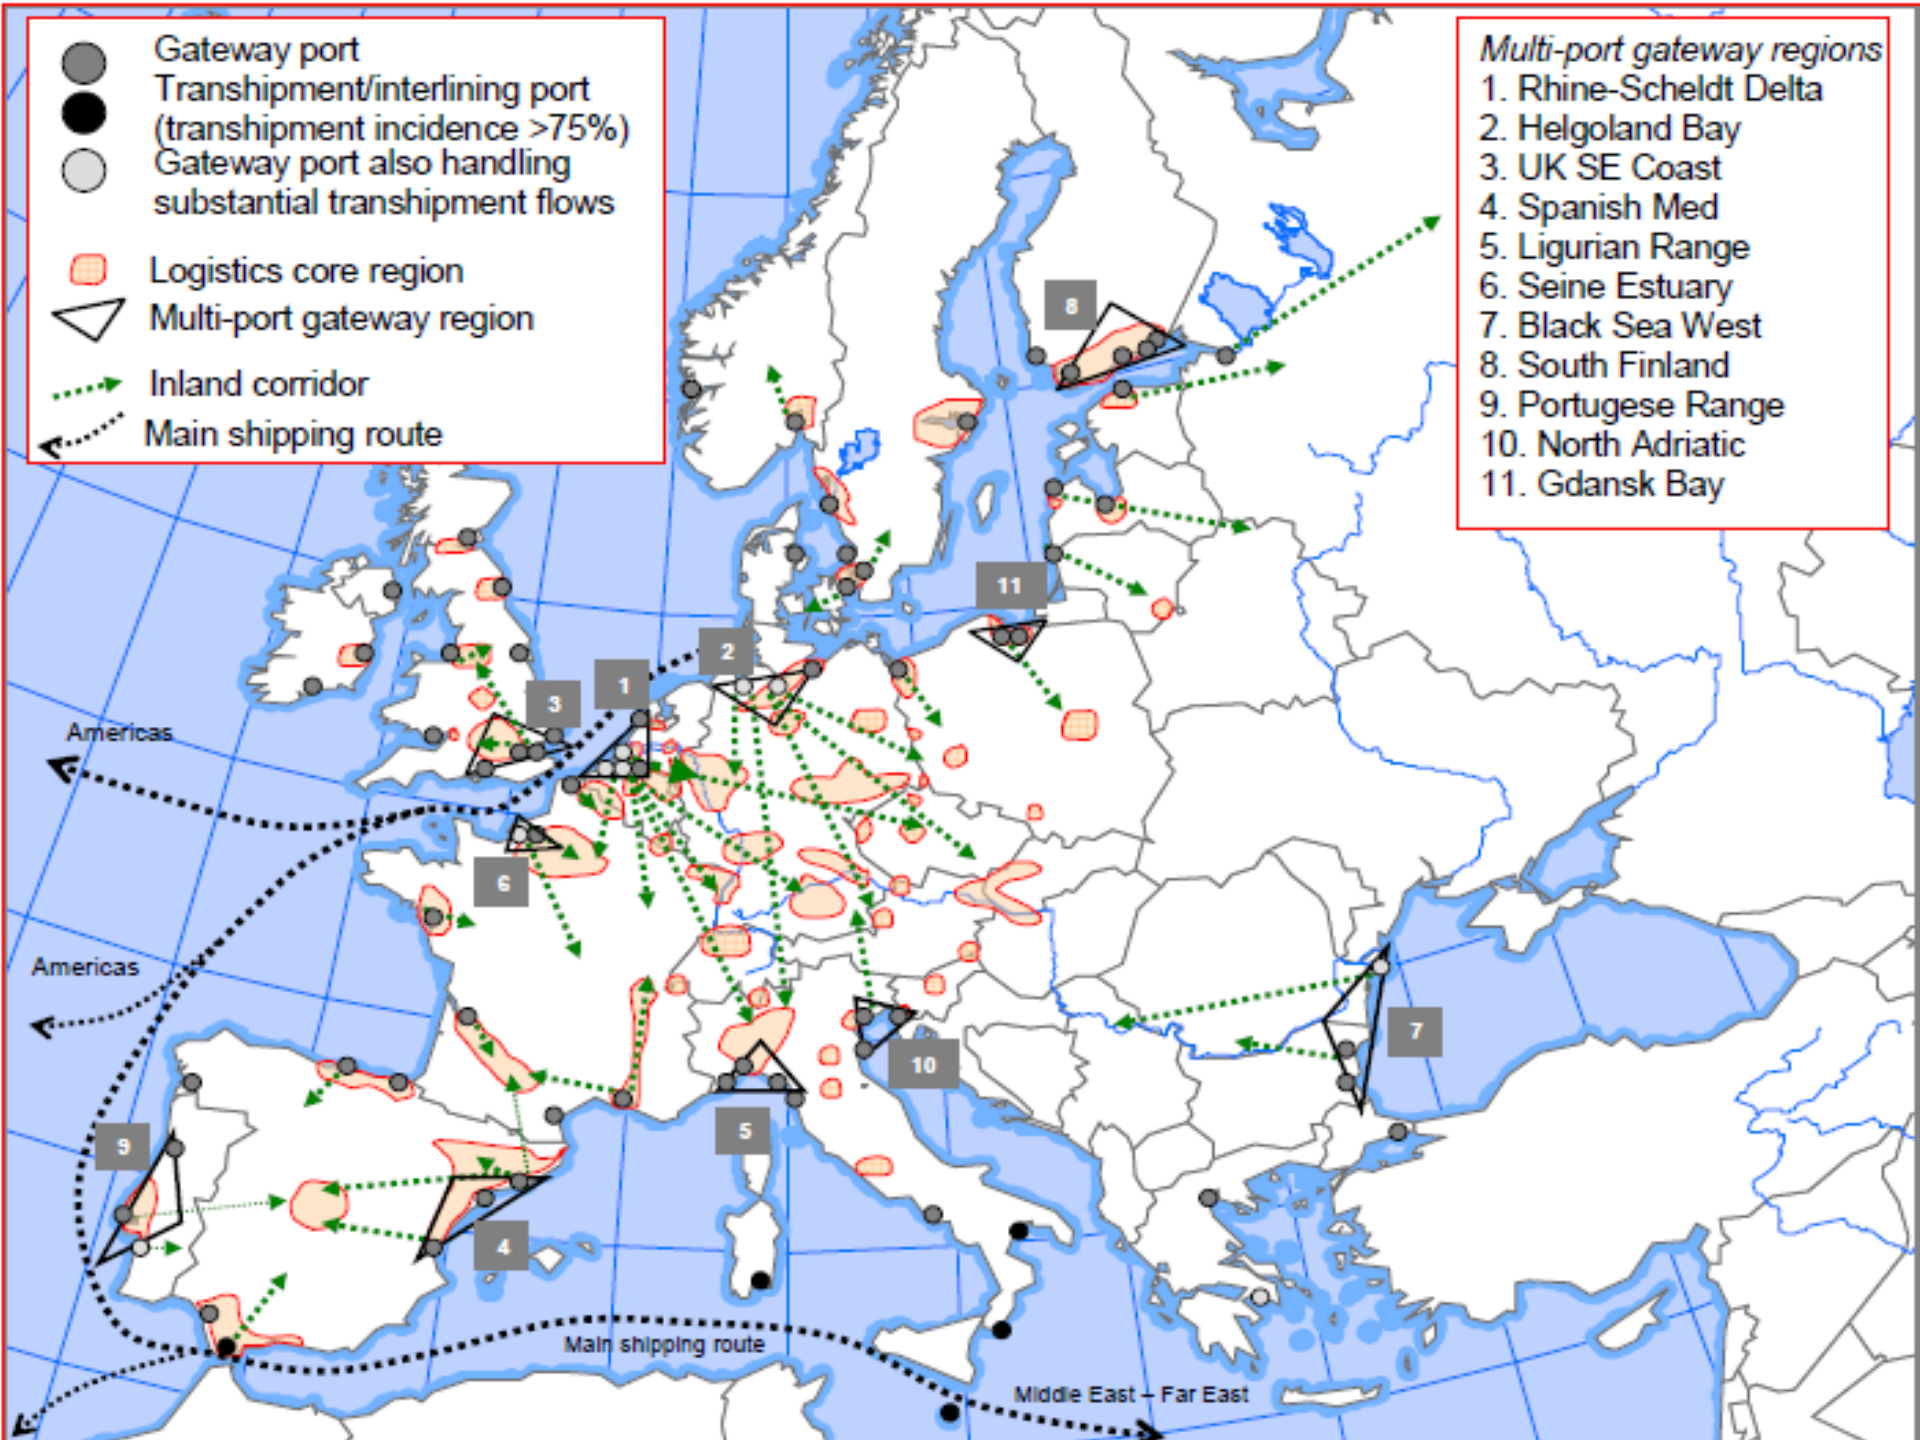 Gateway port
Transhipment/interlining port
(transhipment incidence >75%)
Gateway port also handling
substantial transhipment flows
Logistics core region
Multi-port gateway region
Inland corridor
Main shipping route
Multi-port gateway regions
1. Rhine-Scheldt Delta
2. Helgoland Bay
3. UK SE Coast
4. Spanish Med
5. Ligurian Range
6. Seine Estuary
7. Black Sea West
8. South Finland
9. Portugese Range
10. North Adriatic
11. Gdansk Bay
8
11
2
1
3
Americas
6
Americas
7
10
5
9
4
Main shipping route
Middle East – Far East